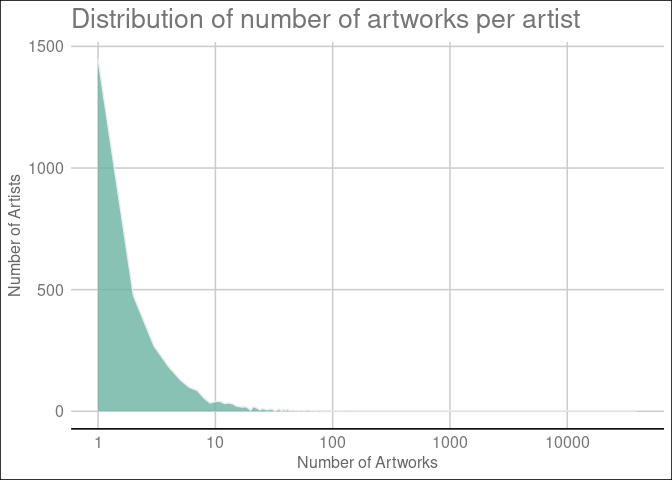 Distribution of number of artworks per artist
1500
1000
500
0
Number of Artists
1 10 100 1000 10000
Number of Artworks